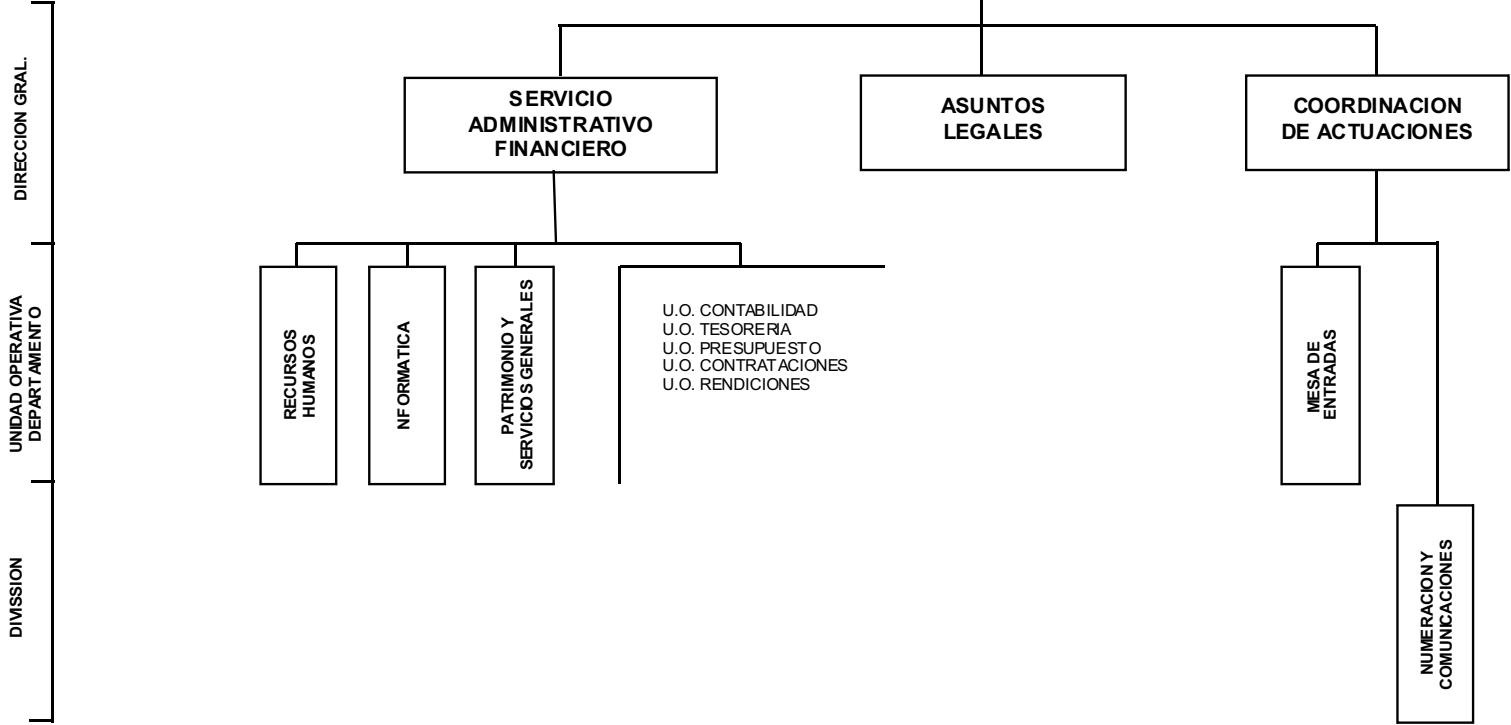 DIRECCION GRAL.
SERVICIO
ADMINISTRATIVO
FINANCIERO
ASUNTOS
LEGALES
COORDINACION
DE ACTUACIONES
UNIDAD OPERATIVA
DEPARTAMENTO
RECURSOS
HUMANOS
NFORMATICA
PATRIMONIO Y
SERVICIOS GENERALES
U.O. CONTABILIDAD
U.O. TESORERIA
U.O. PRESUPUESTO
U.O. CONTRATACIONES
U.O. RENDICIONES
MESA DE
ENTRADAS
DIVISSION
NUMERACION Y
COMUNICACIONES